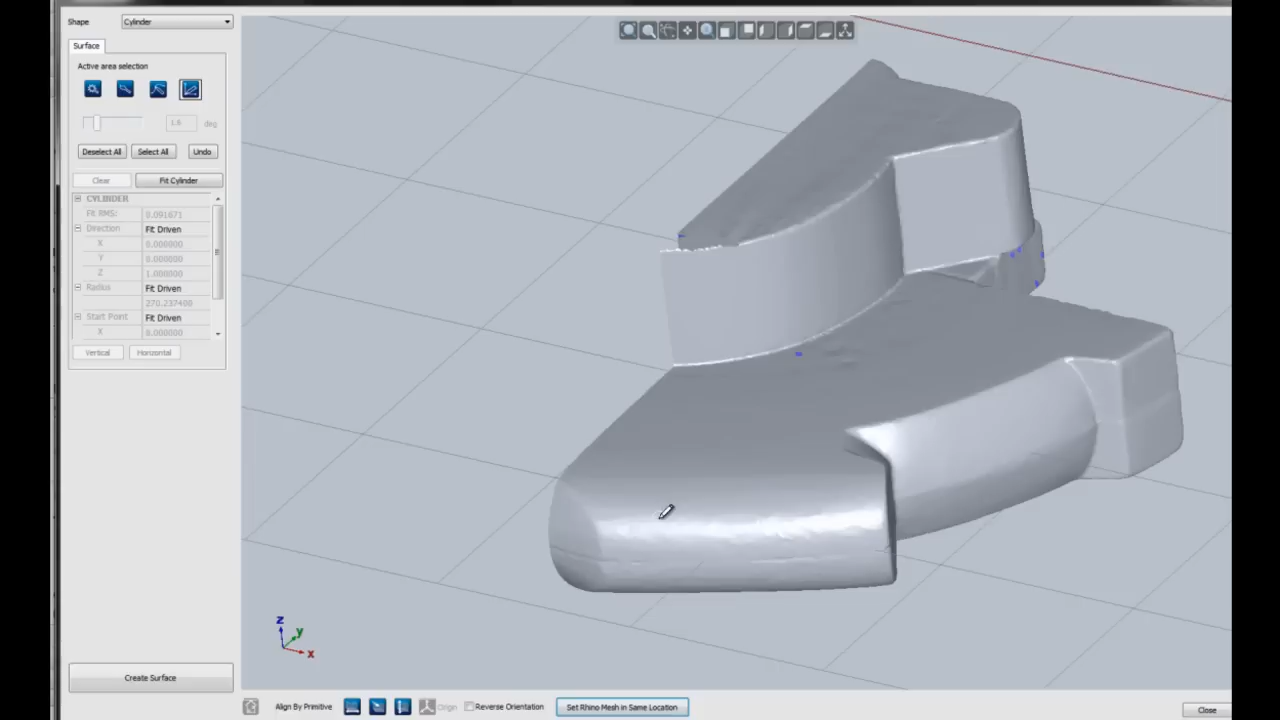 Shape Cylinder
Surface
Active area selection
1.6 deg
Deselect All Select All Undo
Clear Fit Cylinder
CYLINDER
Fit RMS: 0.091671
Direction Fit Driven
X 0.000000
Y 0.000000
Z 1.000000
Radius Fit Driven
270.237400
Start Point Fit Driven
X 0.000000
Vertical Horizontal
z
y
x
Create Surface
Align By Primitive Origin Reverse Orientation Set Rhino Mesh in Same Location Close